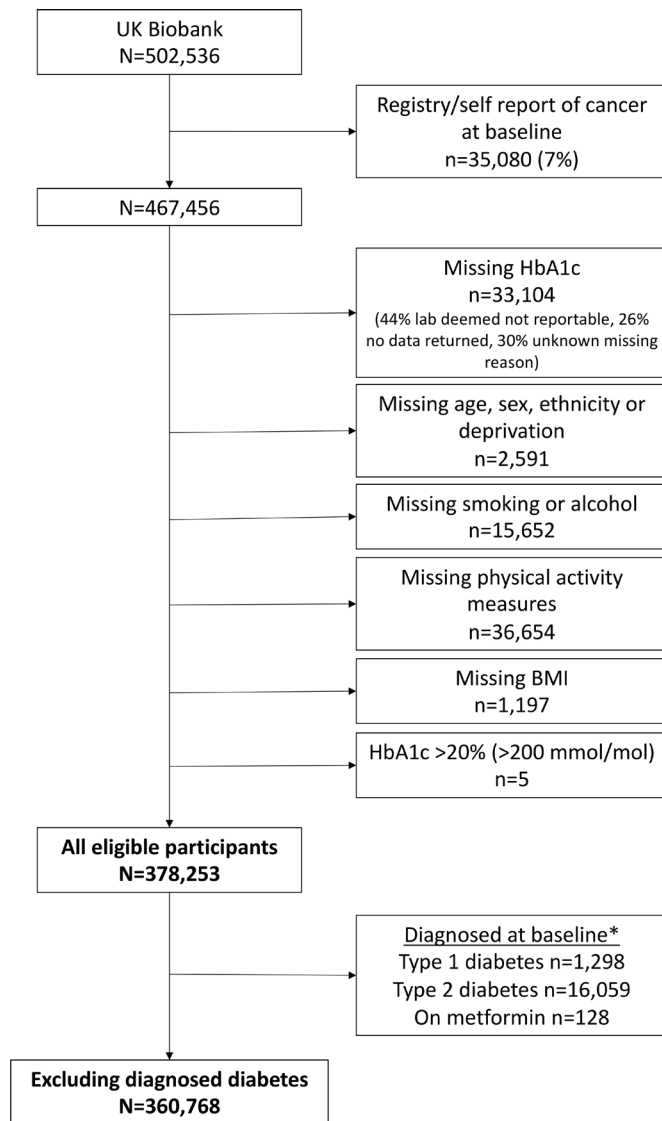 UK Biobank
N=502,536
Registry/self report of cancer
at baseline
n=35,080 (7%)
N=467,456
Missing HbA1c
n=33,104
(44% lab deemed not reportable, 26%
no data returned, 30% unknown missing
reason)
Missing age, sex, ethnicity or
deprivation
n=2,591
Missing smoking or alcohol
n=15,652
Missing physical activity
measures
n=36,654
Missing BMI
n=1,197
HbA1c >20% (>200 mmol/mol)
n=5
All eligible participants
N=378,253
Diagnosed at baseline*
Type 1 diabetes n=1,298
Type 2 diabetes n=16,059
On metformin n=128
Excluding diagnosed diabetes
N=360,768